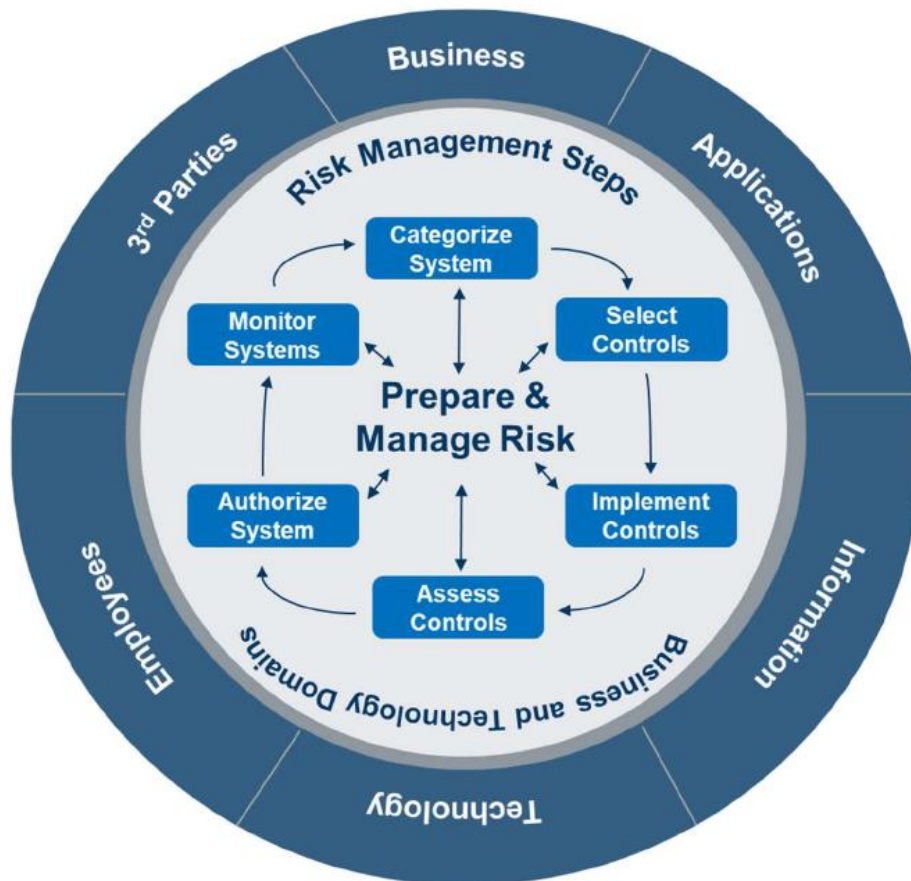 Business
Applications
Information
Technology
Employees
3rd Parties
Risk Management Steps
Categorize
System
Select
Controls
Implement
Controls
Assess
Controls
Authorize
System
Monitor
Systems
Prepare &
Manage Risk
Business and Technology Domains